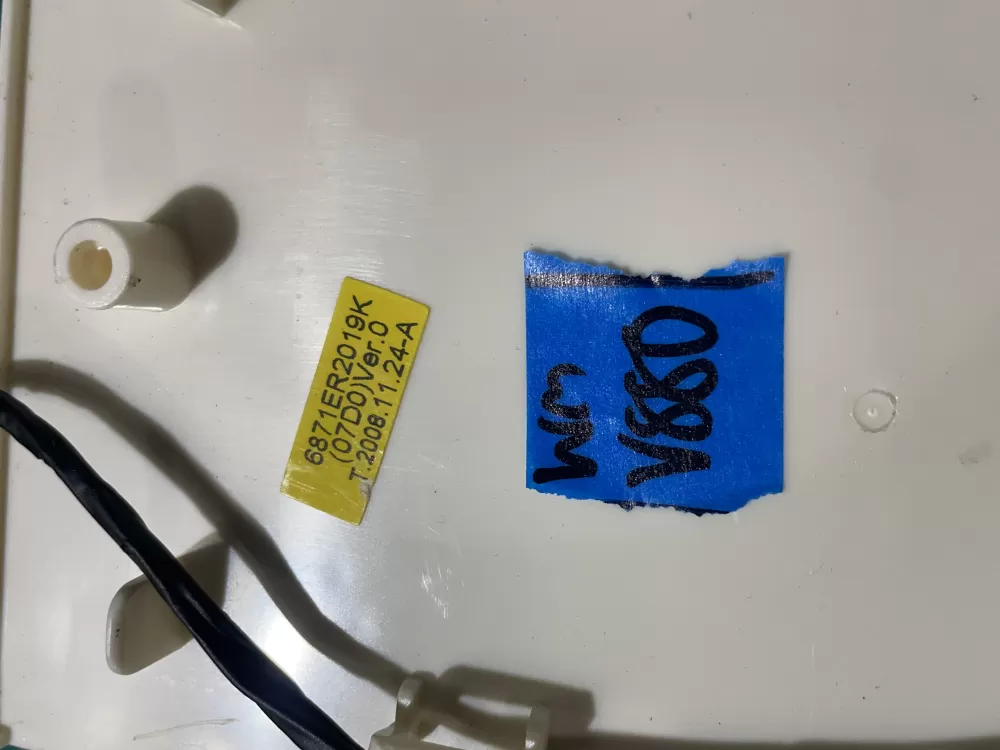 6871ER2019K
(07D0)Ver.0
T.2008.11.24-A
Wm
V880